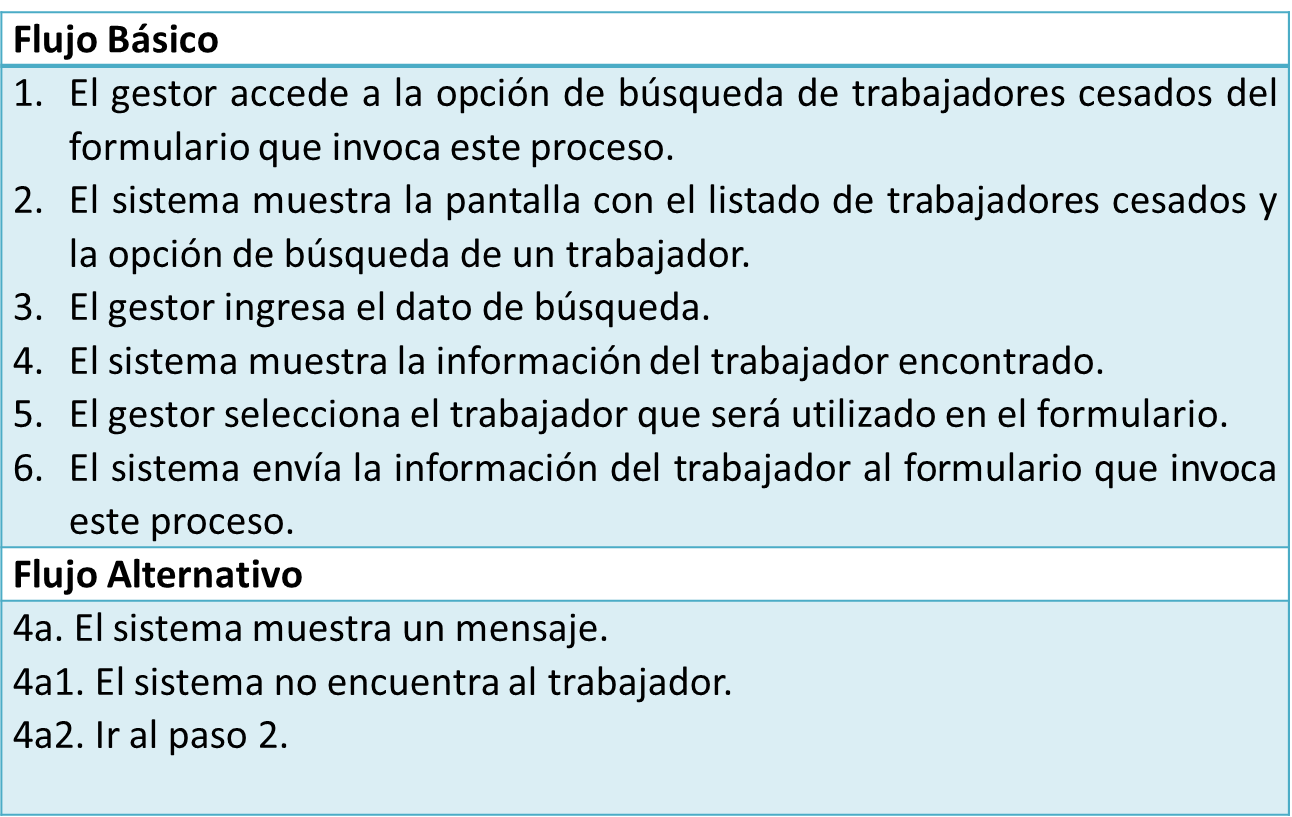 Flujo Básico
1. El gestor accede a la opción de búsqueda de trabajadores cesados del
formulario que invoca este proceso.
2. El sistema muestra la pantalla con el listado de trabajadores cesados y
la opción de búsqueda de un trabajador.
3. El gestor ingresa el dato de búsqueda.
4. El sistema muestra la información del trabajador encontrado.
5. El gestor selecciona el trabajador que será utilizado en el formulario.
6. El sistema envía la información del trabajador al formulario que invoca
este proceso.
Flujo Alternativo
4a. El sistema muestra un mensaje.
4a1. El sistema no encuentra al trabajador.
4a2. Ir al paso 2.